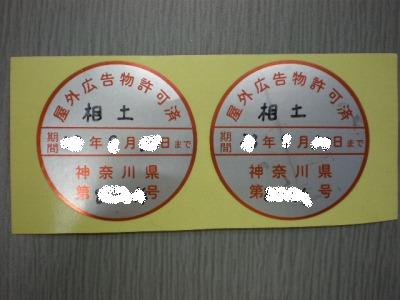 屋外広告物許可済
相土
期間 年 月 日まで
神奈川県
第 号
屋外広告物許可済
相土
期間 年 月 日まで
神奈川県
第 号